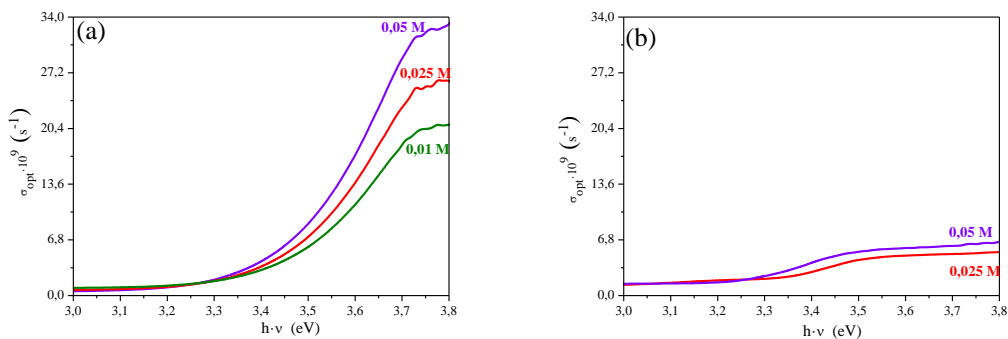 (a)
0,05 M
0,025 M
0,01 M
34,0
27,2
20,4
13,6
6,8
0,0
σopt·10⁹ (s⁻¹)
3,0 3,1 3,2 3,3 3,4 3,5 3,6 3,7 3,8
h·ν (eV)
(b)
0,05 M
0,025 M
34,0
27,2
20,4
13,6
6,8
0,0
σopt·10⁹ (s⁻¹)
3,0 3,1 3,2 3,3 3,4 3,5 3,6 3,7 3,8
h·ν (eV)